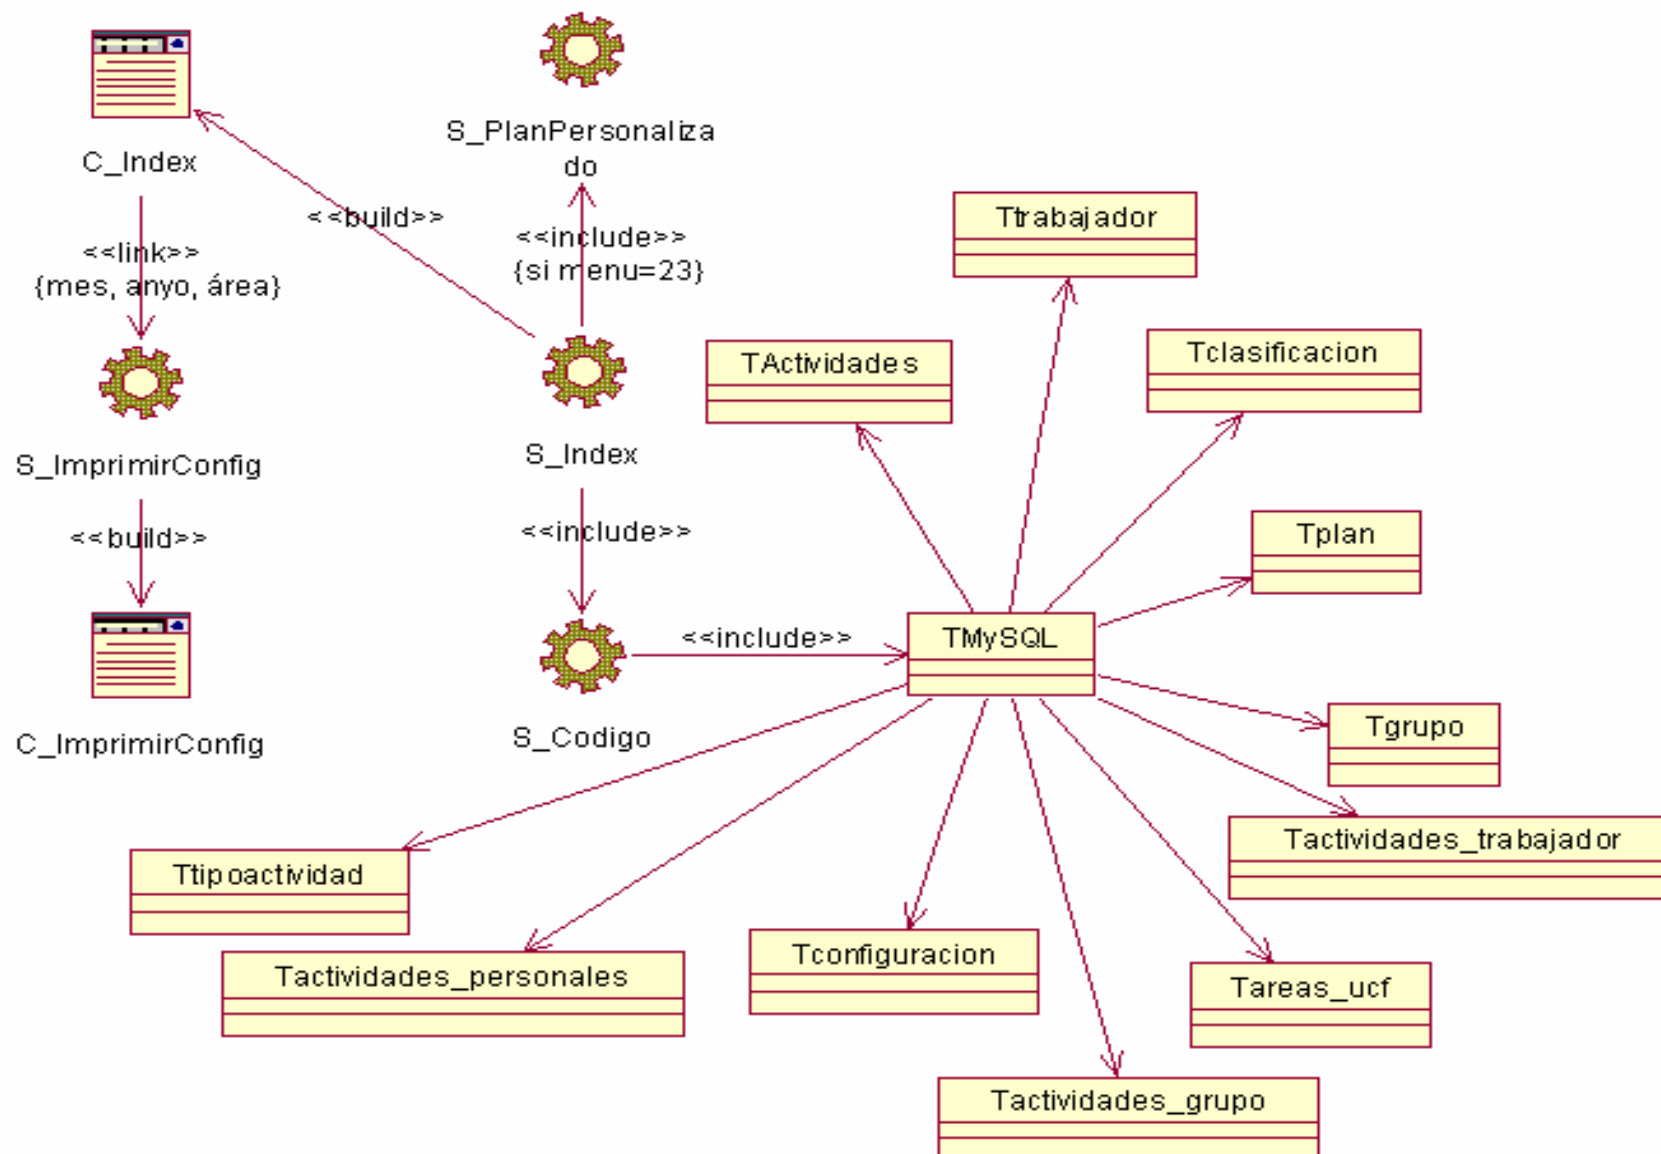 S_PlanPersonaliza
do
C_Index
<<build>>
<<link>>
{mes, anyo, área}
<<include>>
{si menu=23}
Ttrabajador
TActividades
Tclasificacion
S_ImprimirConfig
S_Index
<<build>>
<<include>>
Tplan
<<include>>
TMySQL
C_ImprimirConfig
S_Codigo
Tgrupo
Tactividades_trabajador
Ttipoactividad
Tactividades_personales
Tconfiguracion
Tareas_ucf
Tactividades_grupo